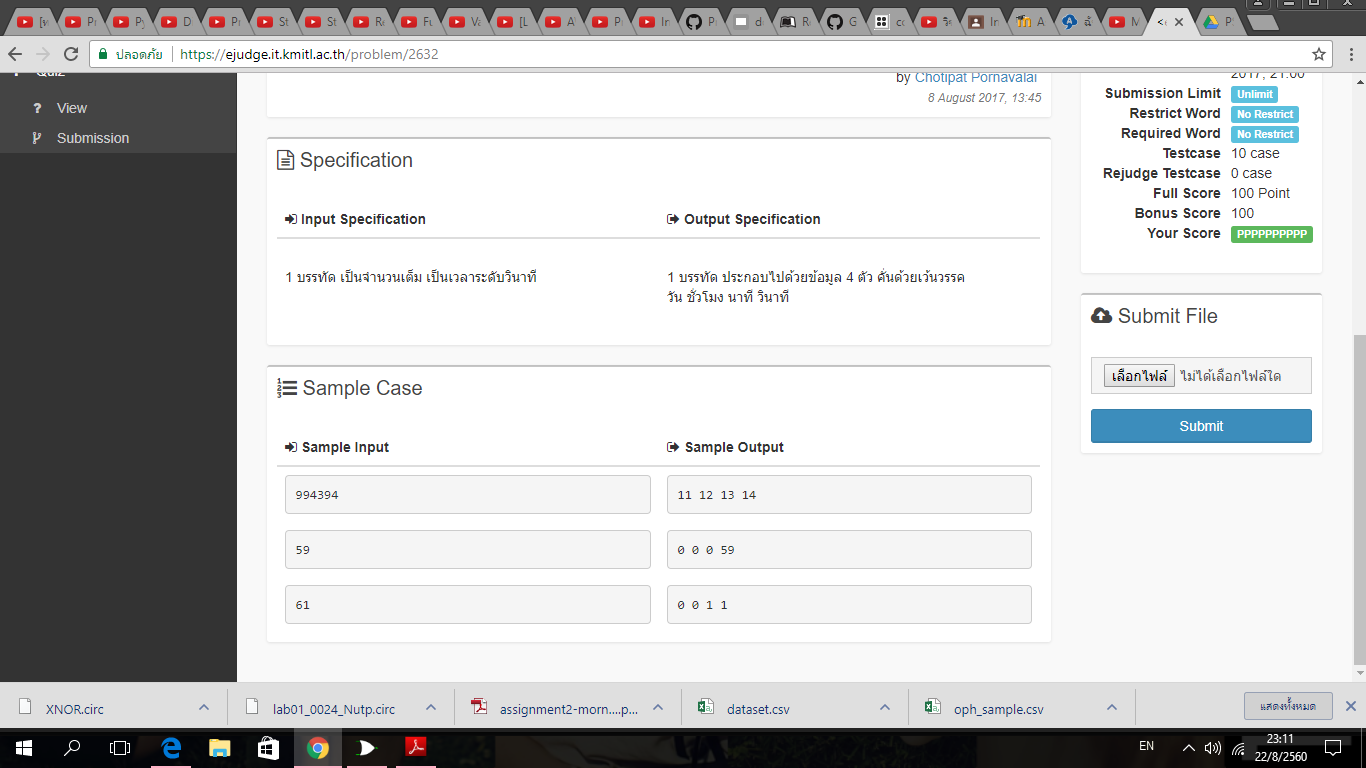 ปลอดภัย https://ejudge.it.kmitl.ac.th/problem/2632
Quiz
View
Submission
by Chotipat Pornavalai
8 August 2017, 13:45
Specification
Input Specification
Output Specification
1 บรรทัด เป็นจำนวนเต็ม เป็นเวลาระดับวินาที
1 บรรทัด ประกอบไปด้วยข้อมูล 4 ตัว คั่นด้วยเว้นวรรค
วัน ชั่วโมง นาที วินาที
Sample Case
Sample Input
Sample Output
994394
11 12 13 14
59
0 0 0 59
61
0 0 1 1
2017, 21:00
Submission Limit Unlimit
Restrict Word No Restrict
Required Word No Restrict
Testcase 10 case
Rejudge Testcase 0 case
Full Score 100 Point
Bonus Score 100
Your Score PPPPPPPPPP
Submit File
เลือกไฟล์ ไม่ได้เลือกไฟล์ใด
Submit
XNOR.circ
lab01_0024_Nutp.circ
assignment2-morn....p...
dataset.csv
oph_sample.csv
แสดงทั้งหมด
EN
23:11
22/8/2560